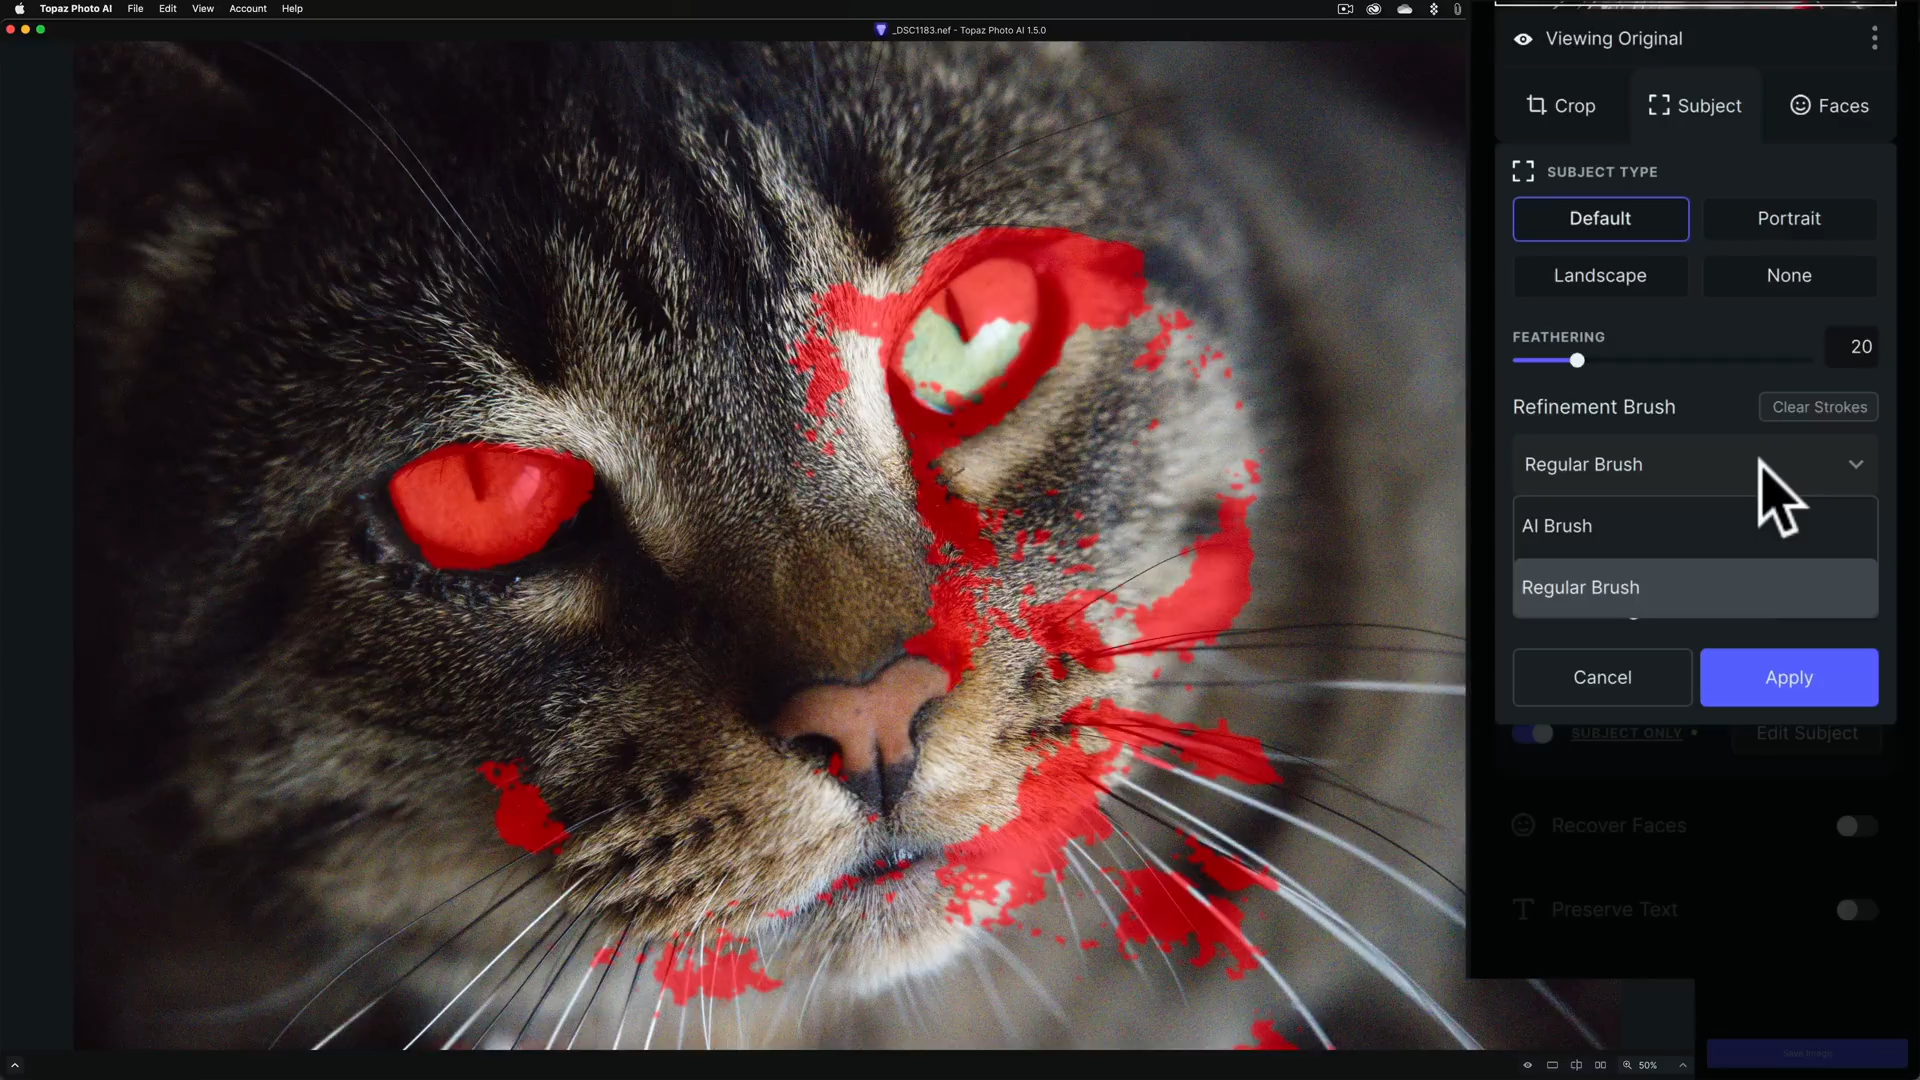 Topaz Photo AI File Edit View Account Help
_DSC1183.nef - Topaz Photo AI 1.5.0
Viewing Original
Crop Subject Faces
SUBJECT TYPE
Default Portrait
Landscape None
FEATHERING 20
Refinement Brush Clear Strokes
Regular Brush
AI Brush
Regular Brush
Cancel Apply
SUBJECT ONLY Edit Subject
Recover Faces
Preserve Text
Save Image
50%